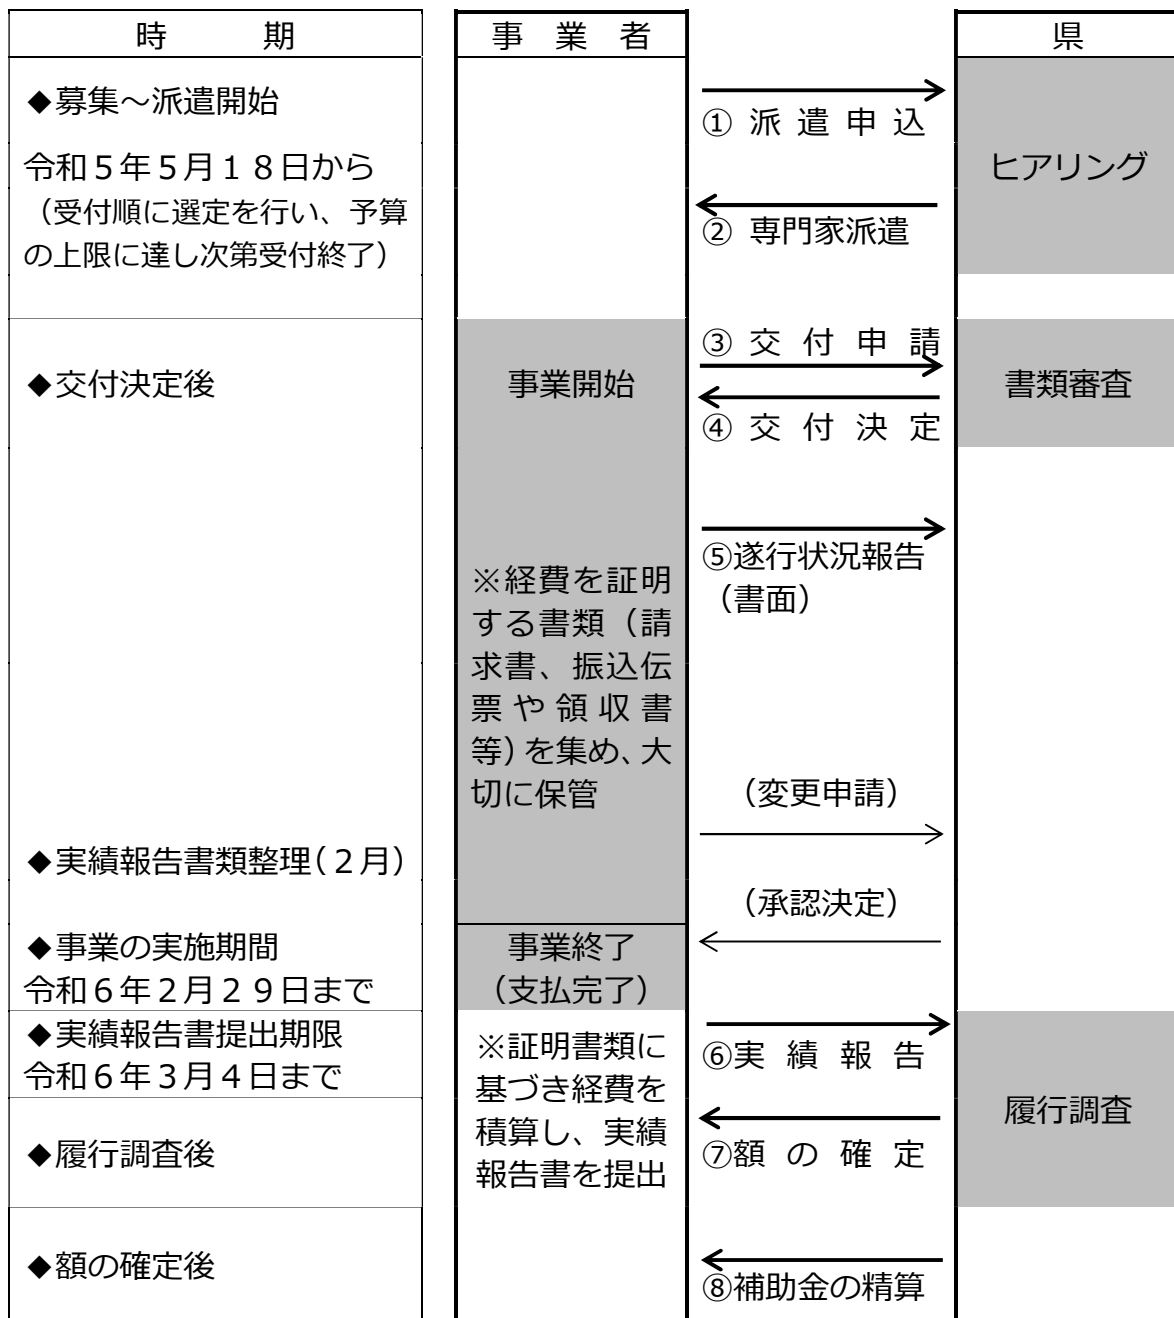 時期
事業者
県
◆募集～派遣開始
令和５年５月１８日から
（受付順に選定を行い、予算
の上限に達し次第受付終了）
① 派遣申込
② 専門家派遣
ヒアリング
◆交付決定後
事業開始
③ 交付申請
④ 交付決定
書類審査
⑤遂行状況報告
（書面）
※経費を証明
する書類（請
求書、振込伝
票や領収書
等）を集め、大
切に保管
（変更申請）
◆実績報告書類整理（２月）
（承認決定）
◆事業の実施期間
令和６年２月２９日まで
事業終了
（支払完了）
◆実績報告書提出期限
令和６年３月４日まで
※証明書類に
基づき経費を
積算し、実績
報告書を提出
⑥実績報告
履行調査
◆履行調査後
⑦額の確定
◆額の確定後
⑧補助金の精算